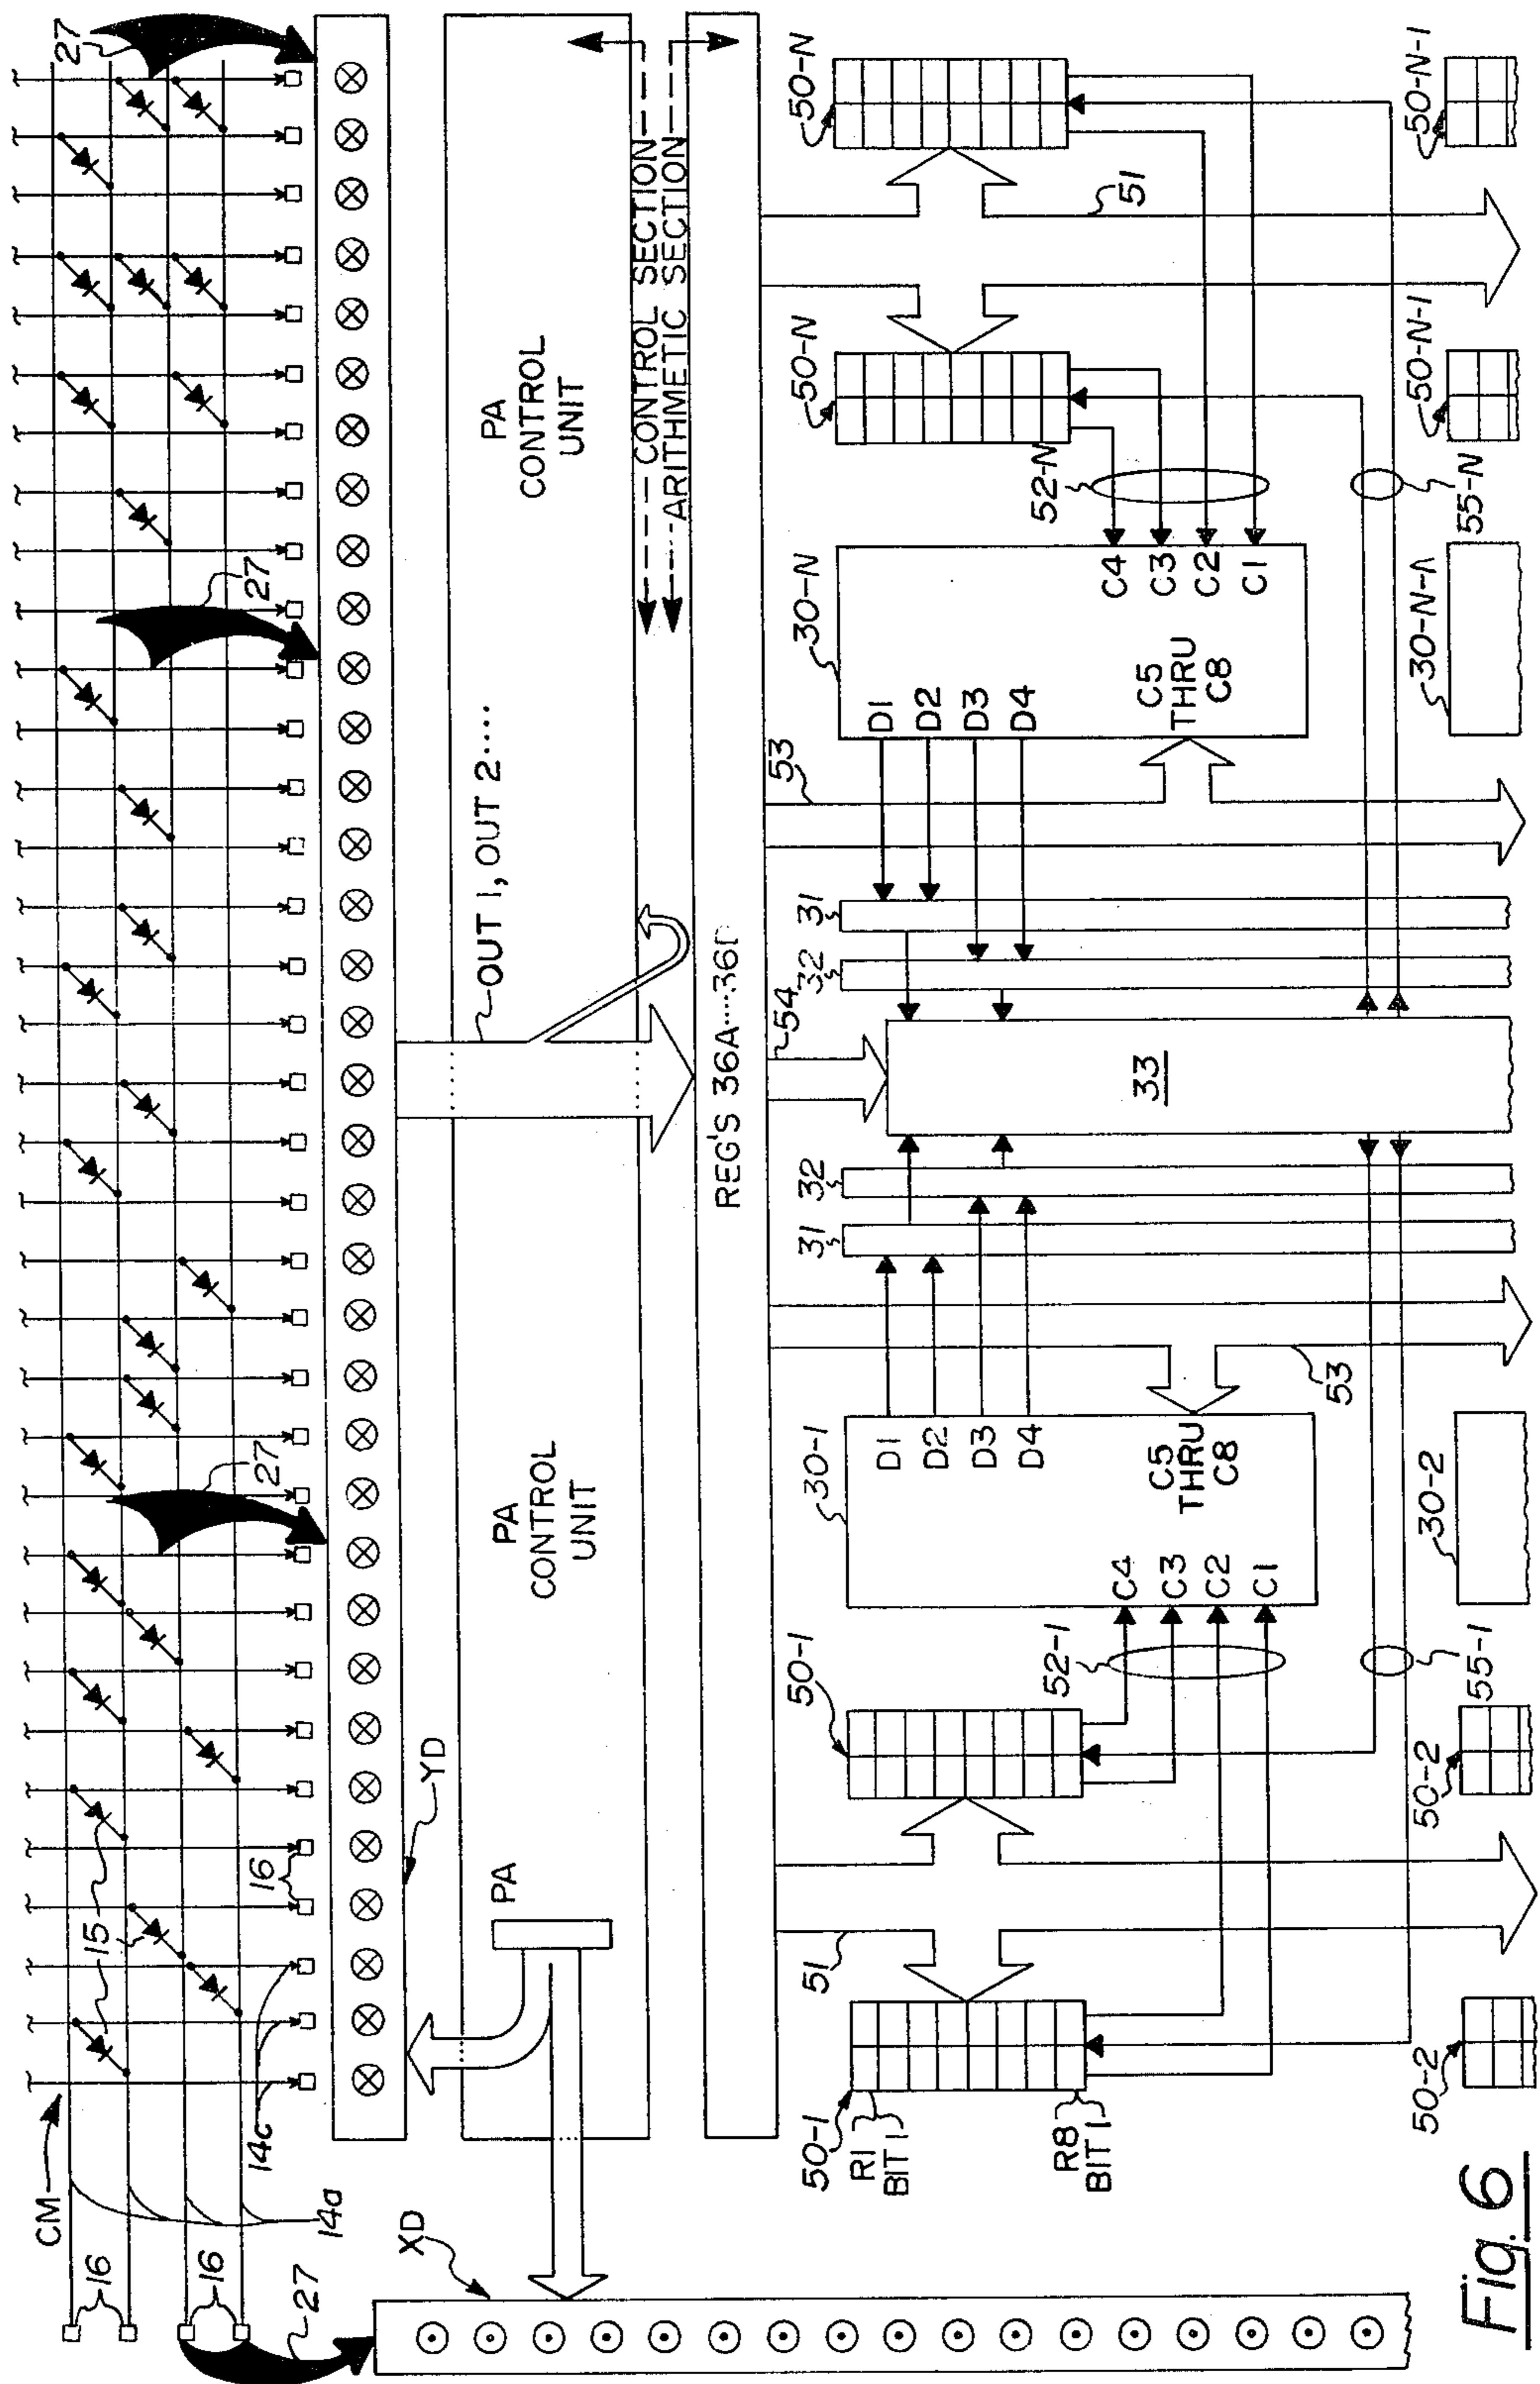 CM
16
16
27
14a
14c
15
15
16
27
27
27
XD
YD
PA
PA
CONTROL
UNIT
PA
CONTROL
UNIT
OUT 1, OUT 2....
CONTROL SECTION
ARITHMETIC SECTION
REG'S 36A....36D
50-1
R1
BIT 1
R8
BIT 1
51
50-1
52-1
C4
C3
C2
C1
30-1
D1
D2
D3
D4
C5
THRU
C8
53
31
32
54
33
32
31
53
30-N
D1
D2
D3
D4
C5
THRU
C8
C4
C3
C2
C1
52-N
50-N
51
50-N
50-2
50-2
55-1
30-2
30-N-1
55-N
50-N-1
50-N-1
Fig. 6